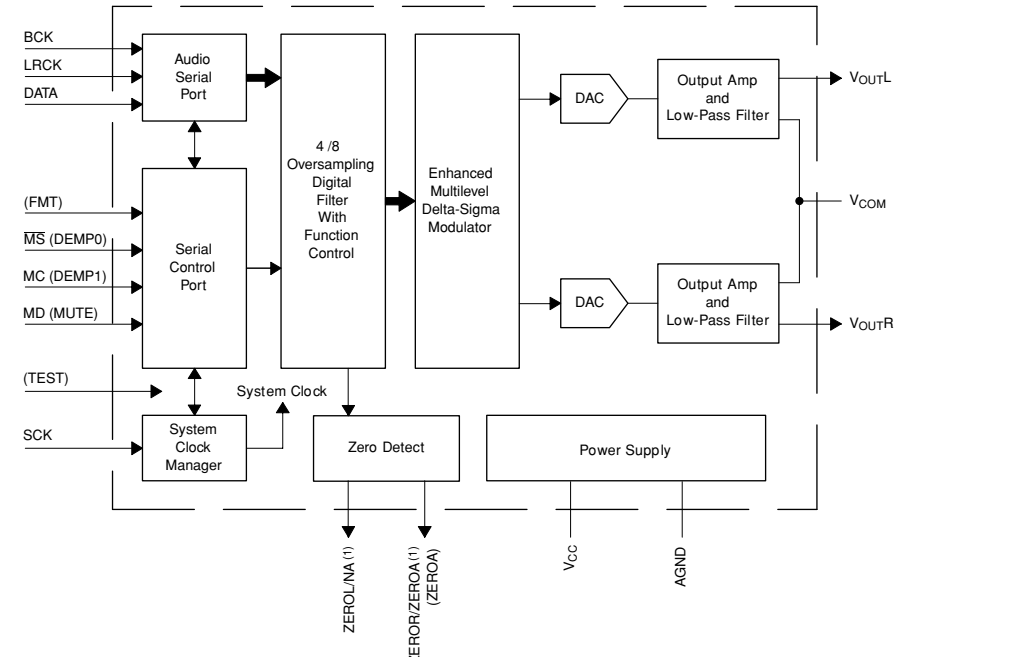 BCK
LRCK
DATA
Audio
Serial
Port
(FMT)
M̅S̅ (DEMP0)
MC (DEMP1)
MD (MUTE)
Serial
Control
Port
(TEST)
SCK
System
Clock
Manager
System Clock
4 /8
Oversampling
Digital
Filter
With
Function
Control
Enhanced
Multilevel
Delta-Sigma
Modulator
DAC
Output Amp
and
Low-Pass Filter
VOUTL
VCOM
DAC
Output Amp
and
Low-Pass Filter
VOUTR
Zero Detect
Power Supply
ZEROL/NA(1)
ZEROR/ZEROA(1)
(ZEROA)
VCC
AGND